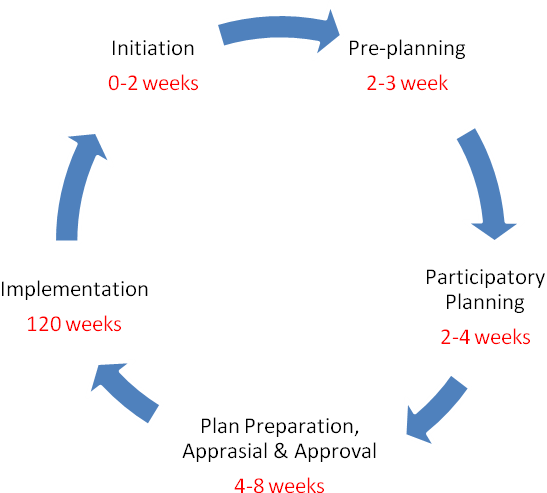 Initiation
0-2 weeks
Pre-planning
2-3 week
Participatory
Planning
2-4 weeks
Plan Preparation,
Apprasial & Approval
4-8 weeks
Implementation
120 weeks